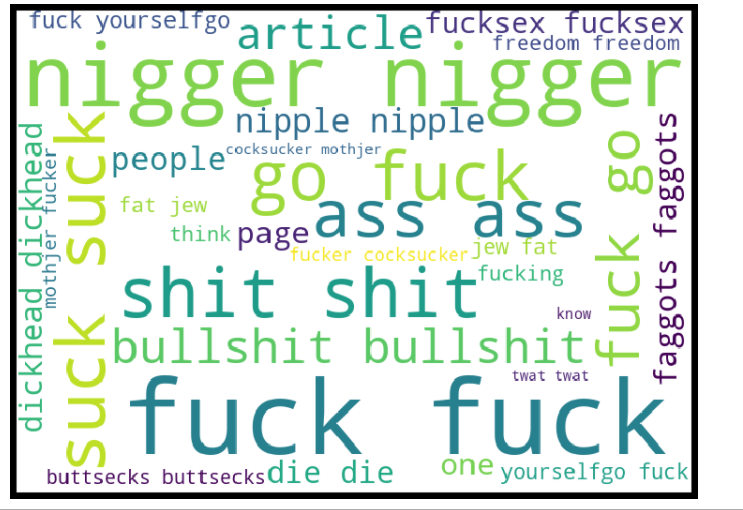 fuck yourselfgo
article
fucksex fucksex
freedom freedom
nigger nigger
nipple nipple
cocksucker mothjer
people
go fuck
fat jew
ass ass
think
page
jew fat
fucker cocksucker
fucking
shit shit
know
bullshit bullshit
twat twat
fuck fuck
die die
one
yourselfgo fuck
buttsecks buttsecks
dickhead dickhead
mothjer fucker
suck suck
fuck go
faggots faggots